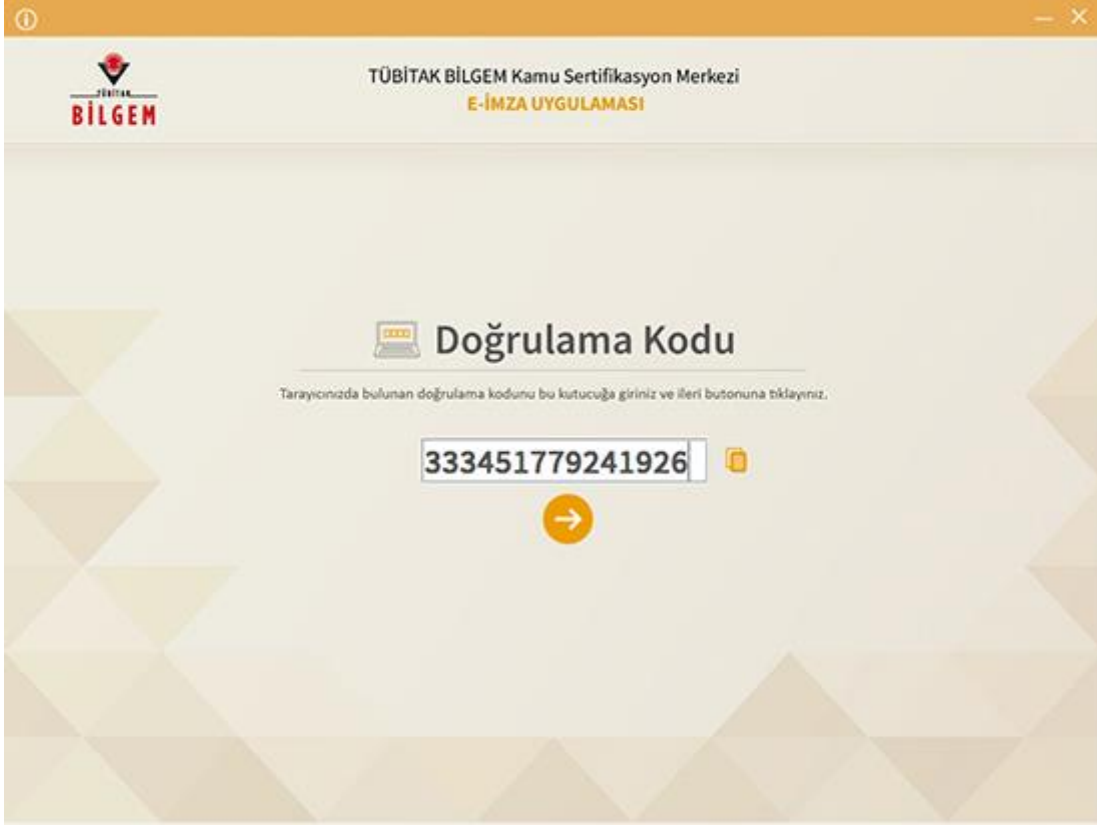 TÜBİTAK
BİLGEM
TÜBİTAK BİLGEM Kamu Sertifikasyon Merkezi
E-İMZA UYGULAMASI
Doğrulama Kodu
Tarayıcınızda bulunan doğrulama kodunu bu kutucuğa giriniz ve ileri butonuna tıklayınız.
333451779241926